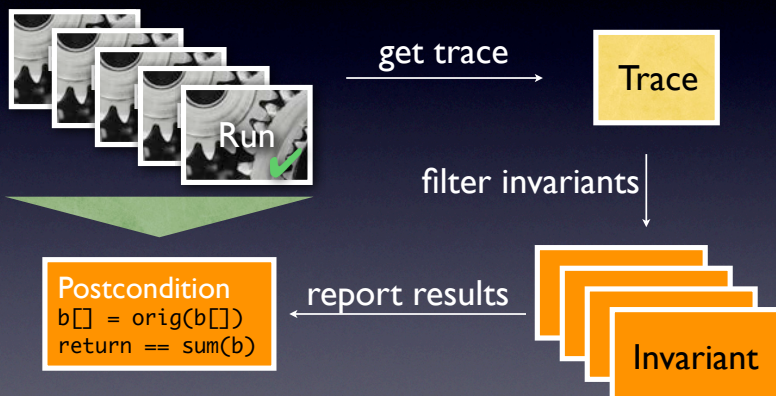 Run
get trace
Trace
filter invariants
Invariant
report results
Postcondition
b[] = orig(b[])
return == sum(b)